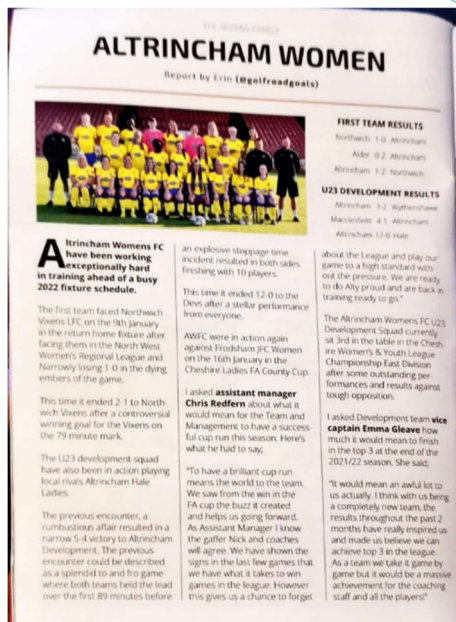 ALTRINCHAM WOMEN
Report by Erin (@golfroadgoals)
FIRST TEAM RESULTS
Northwich 1-0 Altrincham
Alder 0-2 Altrincham
Altrincham 1-2 Northwich
U23 DEVELOPMENT RESULTS
Altrincham 3-2 Wythenshawe
Macclesfield 4-1 Altrincham
Altrincham 12-0 Hale
Altrincham Womens FC
have been working
exceptionally hard
in training ahead of a busy
2022 fixture schedule.
The first team faced Northwich
Vixens LFC on the 9th January
in the return home fixture after
facing them in the North West
Women's Regional League and
Narrowly losing 1-0 in the dying
embers of the game.
This time it ended 2-1 to North-
wich Vixens after a controversial
winning goal for the Vixens on
the 79 minute mark.
The U23 development squad
have also been in action playing
local rivals Altrincham Hale
Ladies.
The previous encounter, a
rumbustious affair resulted in a
narrow 5-4 victory to Altrincham
Development. The previous
encounter could be described
as a splendid to and fro game
where both teams held the lead
over the first 89 minutes before
an explosive stoppage time
incident resulted in both sides
finishing with 10 players.
This time it ended 12-0 to the
Devs after a stellar performance
from everyone.
AWFC were in action again
against Frodsham JFC Women
on the 16th January in the
Cheshire Ladies FA County Cup.
I asked assistant manager
Chris Redfern about what it
would mean for the Team and
Management to have a success
ful cup run this season. Here's
what he had to say;
"To have a brilliant cup run
means the world to the team.
We saw from the win in the
FA cup the buzz it created
and helps us going forward.
As Assistant Manager I know
the gaffer Nick and coaches
will agree. We have shown the
signs in the last few games that
we have what it takes to win
games in the league. However
this gives us a chance to forget
about the League and play our
game to a high standard with
out the pressure. We are ready
to do Alty proud and are back in
training ready to go."
The Altrincham Womens FC U23
Development Squad currently
sit 3rd in the table in the Chesh
ire Women's & Youth League
Championship East Division
after some outstanding per
formances and results against
tough opposition.
I asked Development team vice
captain Emma Gleave how
much it would mean to finish
in the top 3 at the end of the
2021/22 season. She said;
"It would mean an awful lot to
us actually. I think with us being
a completely new team, the
results throughout the past 2
months have really inspired us
and made us believe we can
achieve top 3 in the league.
As a team we take it game by
game but it would be a massive
achievement for the coaching
staff and all the players!"